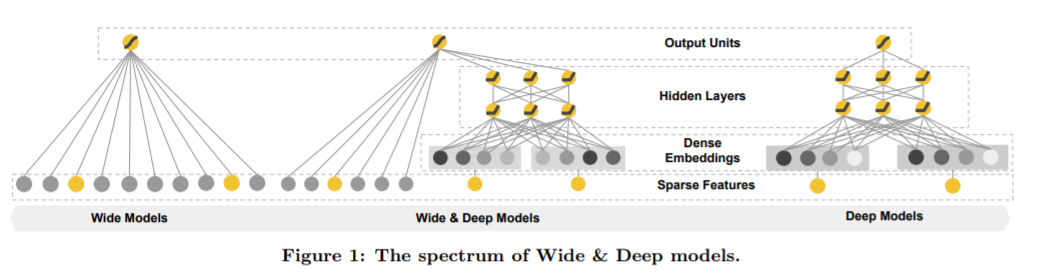 Output Units
Hidden Layers
Dense
Embeddings
Sparse Features
Wide Models
Wide & Deep Models
Deep Models
Figure 1: The spectrum of Wide & Deep models.